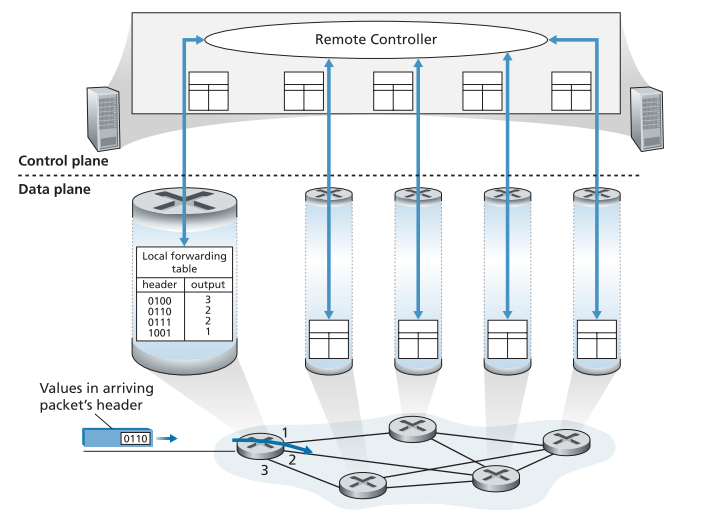 Remote Controller
Control plane
Data plane
Local forwarding
table
header output
0100 3
0110 2
0111 2
1001 1
Values in arriving
packet's header
0110
1
2
3